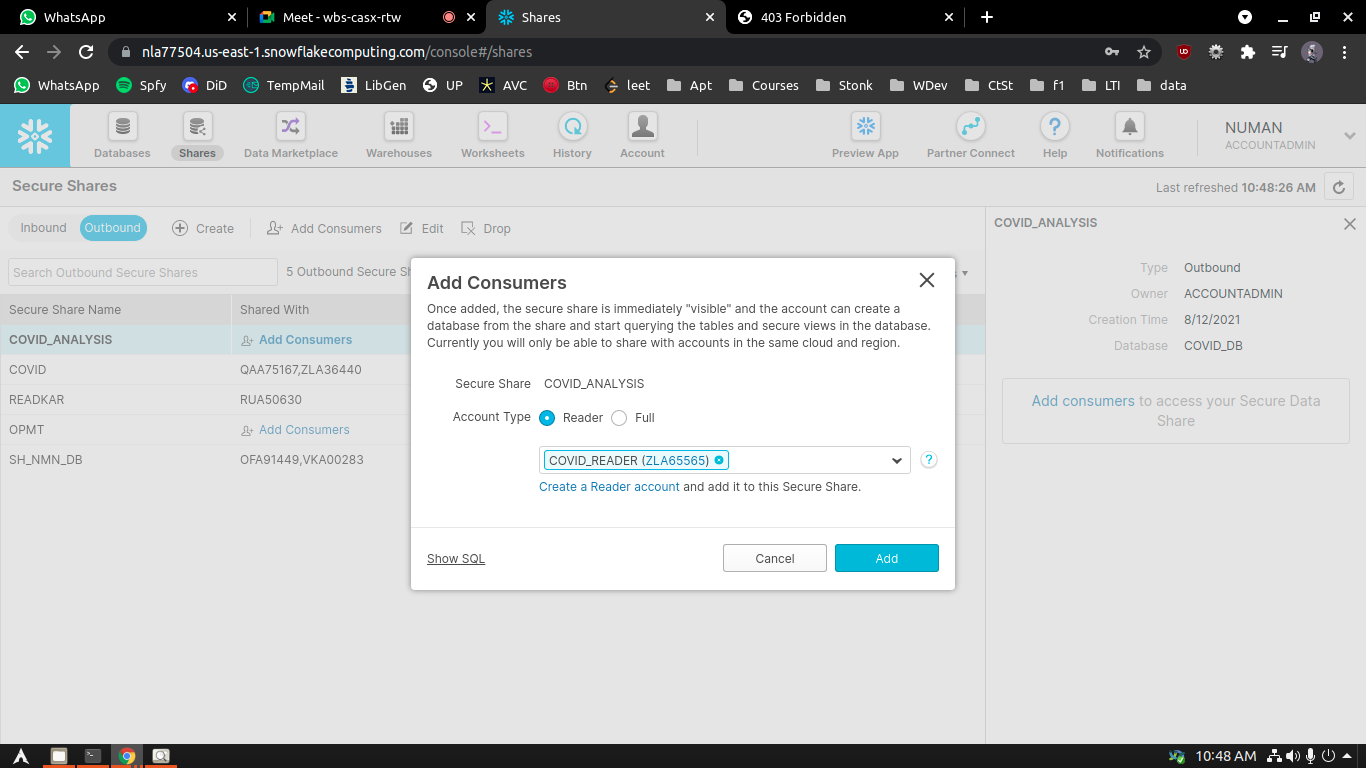 WhatsApp
Meet - wbs-casx-rtw
Shares
403 Forbidden
nla77504.us-east-1.snowflakecomputing.com/console#/shares
WhatsApp Spfy DiD TempMail LibGen UP AVC Btn leet Apt Courses Stonk WDev CtSt f1 LTI data
Databases Shares Data Marketplace Warehouses Worksheets History Account Preview App Partner Connect Help Notifications
NUMAN
ACCOUNTADMIN
Secure Shares
Last refreshed 10:48:26 AM
Inbound Outbound Create Add Consumers Edit Drop
Search Outbound Secure Shares
5 Outbound Secure Sh
Secure Share Name Shared With
COVID_ANALYSIS Add Consumers
COVID QAA75167,ZLA36440
READKAR RUA50630
OPMT Add Consumers
SH_NMN_DB OFA91449,VKA00283
Add Consumers
Once added, the secure share is immediately "visible" and the account can create a
database from the share and start querying the tables and secure views in the database.
Currently you will only be able to share with accounts in the same cloud and region.
Secure Share COVID_ANALYSIS
Account Type Reader Full
COVID_READER (ZLA65565)
?
Create a Reader account and add it to this Secure Share.
Show SQL
Cancel
Add
COVID_ANALYSIS
Type Outbound
Owner ACCOUNTADMIN
Creation Time 8/12/2021
Database COVID_DB
Add consumers to access your Secure Data
Share
10:48 AM